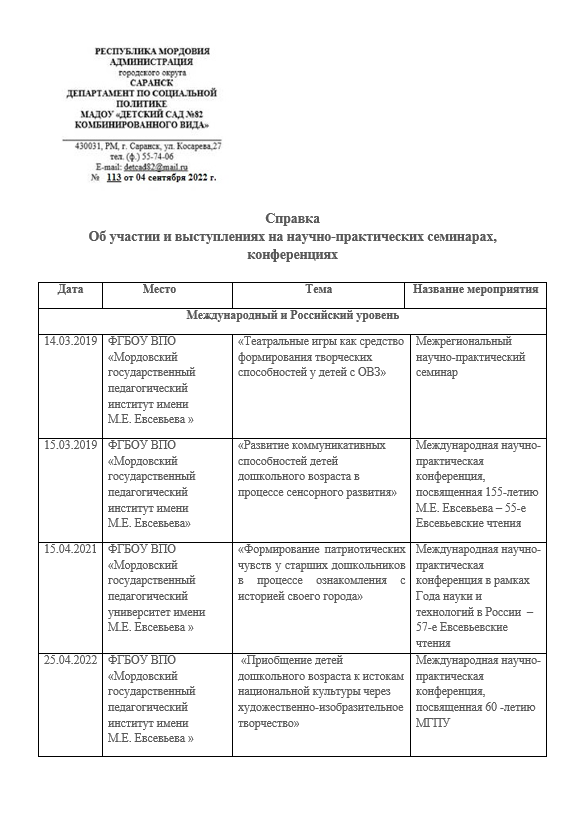 РЕСПУБЛИКА МОРДОВИЯ
АДМИНИСТРАЦИЯ
городского округа
САРАНСК
ДЕПАРТАМЕНТ ПО СОЦИАЛЬНОЙ
ПОЛИТИКЕ
МАДОУ «ДЕТСКИЙ САД №82
КОМБИНИРОВАННОГО ВИДА»
430031, РМ, г. Саранск, ул. Косарева,27
тел. (ф.) 55-74-06
E-mail: detcad82@mail.ru
№ 113 от 04 сентября 2022 г.
Справка
Об участии и выступлениях на научно-практических семинарах,
конференциях
Дата Место Тема Название мероприятия
Международный и Российский уровень
14.03.2019 ФГБОУ ВПО «Театральные игры как средство Межрегиональный
«Мордовский формирования творческих научно-практический
государственный способностей у детей с ОВЗ» семинар
педагогический
институт имени
М.Е. Евсевьева »
15.03.2019 ФГБОУ ВПО «Развитие коммуникативных Международная научно-
«Мордовский способностей детей практическая
государственный дошкольного возраста в конференция,
педагогический процессе сенсорного развития» посвященная 155-летию
институт имени М.Е. Евсевьева – 55-е
М.Е. Евсевьева» Евсевьевские чтения
15.04.2021 ФГБОУ ВПО «Формирование патриотических Международная научно-
«Мордовский чувств у старших дошкольников практическая
государственный в процессе ознакомления с конференция в рамках
педагогический историей своего города» Года науки и
университет имени технологий в России –
М.Е. Евсевьева » 57-е Евсевьевские
чтения
25.04.2022 ФГБОУ ВПО «Приобщение детей Международная научно-
«Мордовский дошкольного возраста к истокам практическая
государственный национальной культуры через конференция,
педагогический художественно-изобразительное посвященная 60 -летию
институт имени творчество» МГПУ
М.Е. Евсевьева »